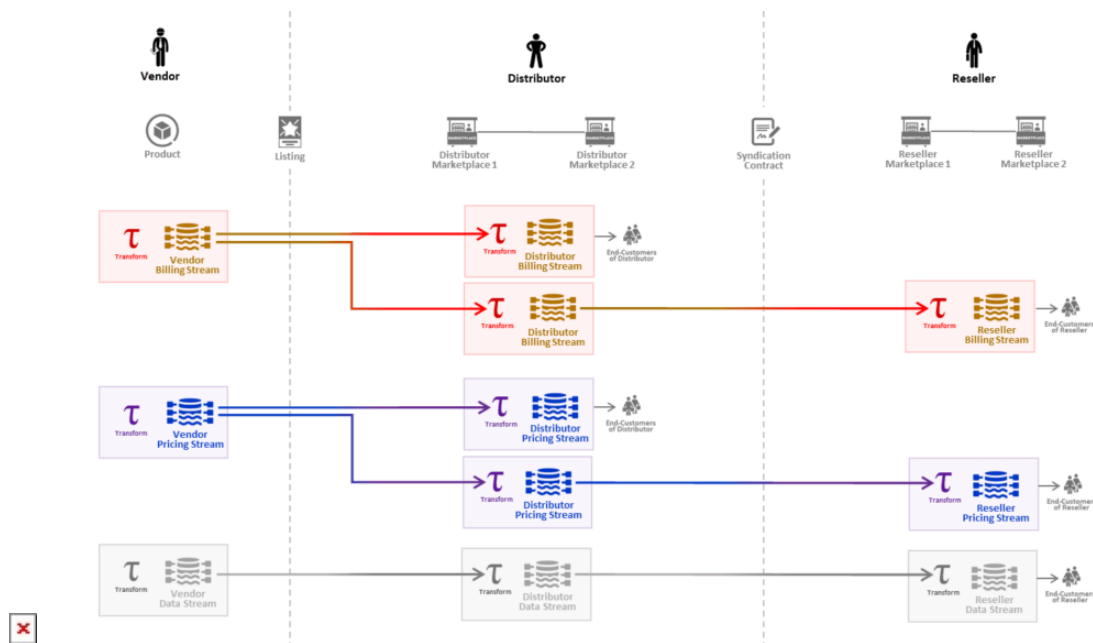 Vendor
Distributor
Reseller
Product
Listing
Distributor
Marketplace 1
Distributor
Marketplace 2
Syndication
Contract
Reseller
Marketplace 1
Reseller
Marketplace 2
τ
Transform
Vendor
Billing Stream
τ
Transform
Distributor
Billing Stream
End-Customers
of Distributor
τ
Transform
Distributor
Billing Stream
τ
Transform
Reseller
Billing Stream
End-Customers
of Reseller
τ
Transform
Vendor
Pricing Stream
τ
Transform
Distributor
Pricing Stream
End-Customers
of Distributor
τ
Transform
Distributor
Pricing Stream
τ
Transform
Reseller
Pricing Stream
End-Customers
of Reseller
τ
Transform
Vendor
Data Stream
τ
Transform
Distributor
Data Stream
τ
Transform
Reseller
Data Stream
End-Customers
of Reseller